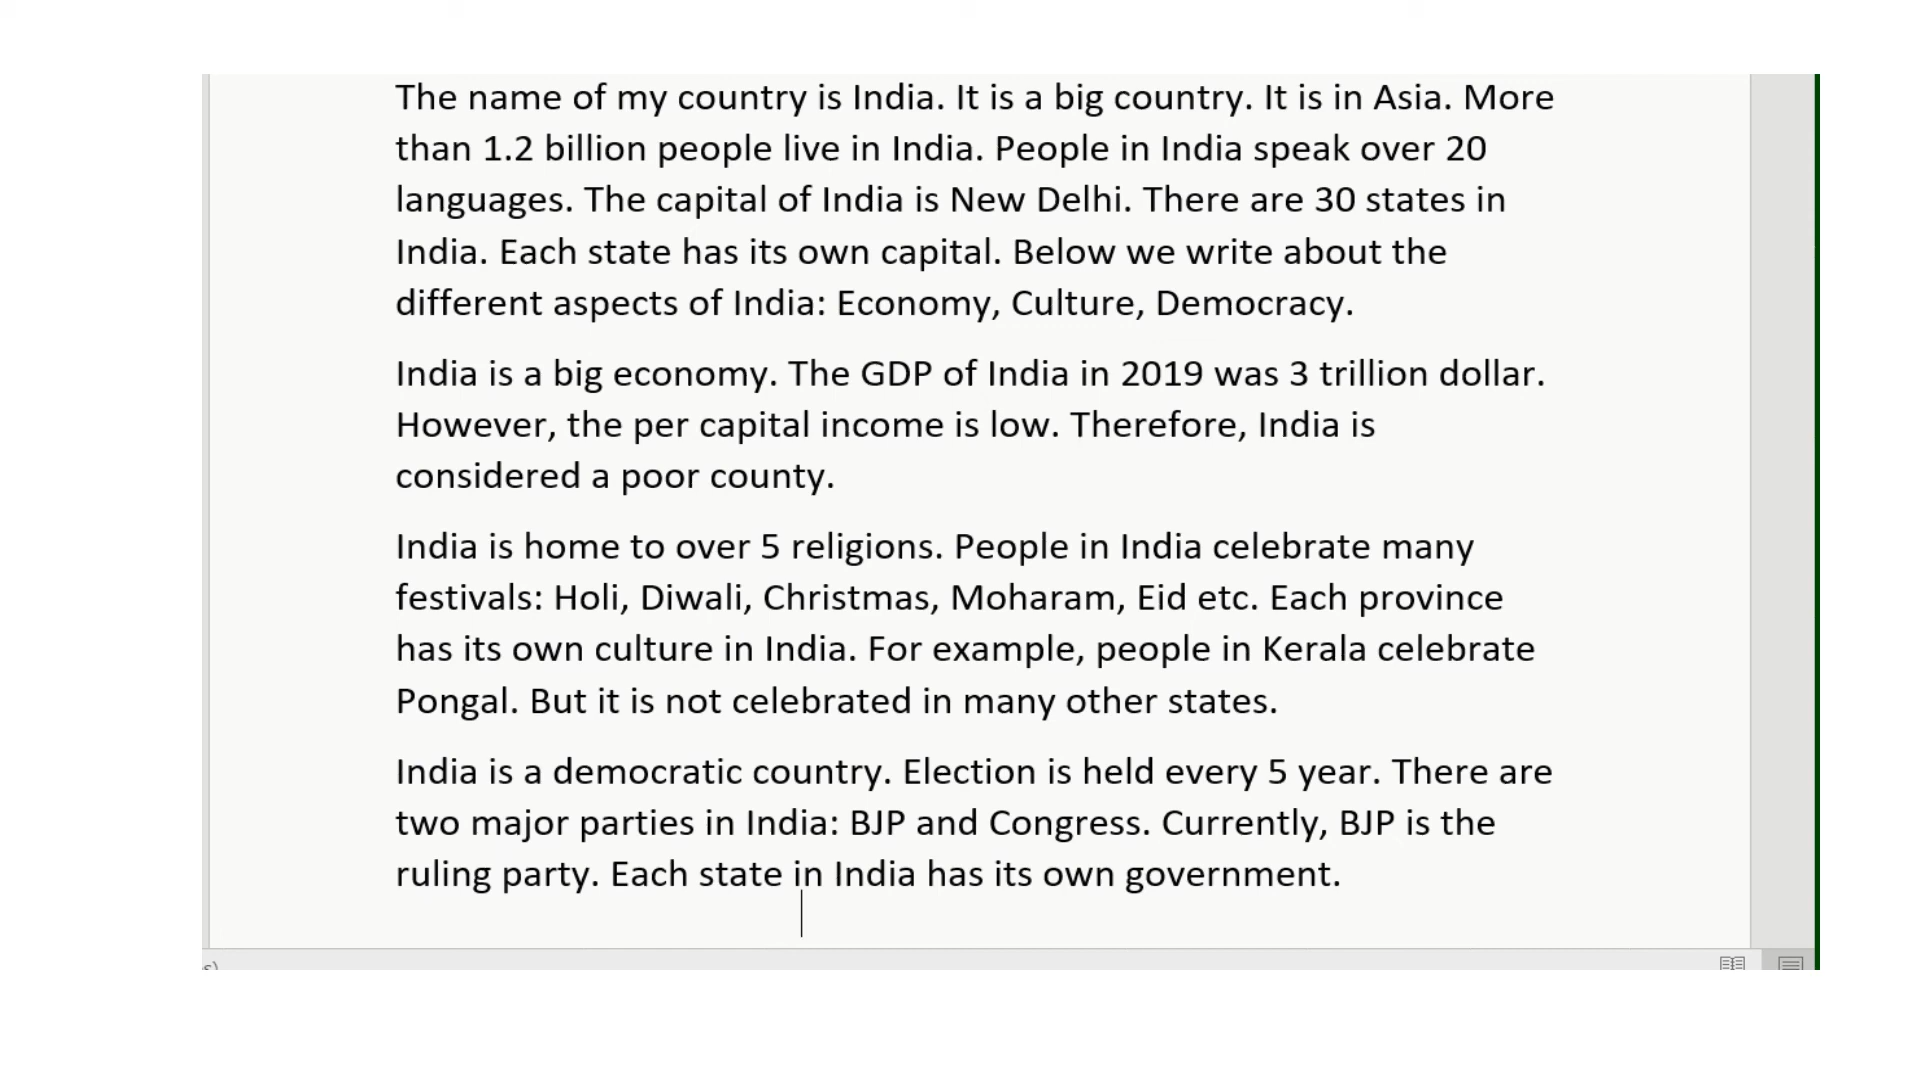 The name of my country is India. It is a big country. It is in Asia. More
than 1.2 billion people live in India. People in India speak over 20
languages. The capital of India is New Delhi. There are 30 states in
India. Each state has its own capital. Below we write about the
different aspects of India: Economy, Culture, Democracy.
India is a big economy. The GDP of India in 2019 was 3 trillion dollar.
However, the per capital income is low. Therefore, India is
considered a poor county.
India is home to over 5 religions. People in India celebrate many
festivals: Holi, Diwali, Christmas, Moharam, Eid etc. Each province
has its own culture in India. For example, people in Kerala celebrate
Pongal. But it is not celebrated in many other states.
India is a democratic country. Election is held every 5 year. There are
two major parties in India: BJP and Congress. Currently, BJP is the
ruling party. Each state in India has its own government.